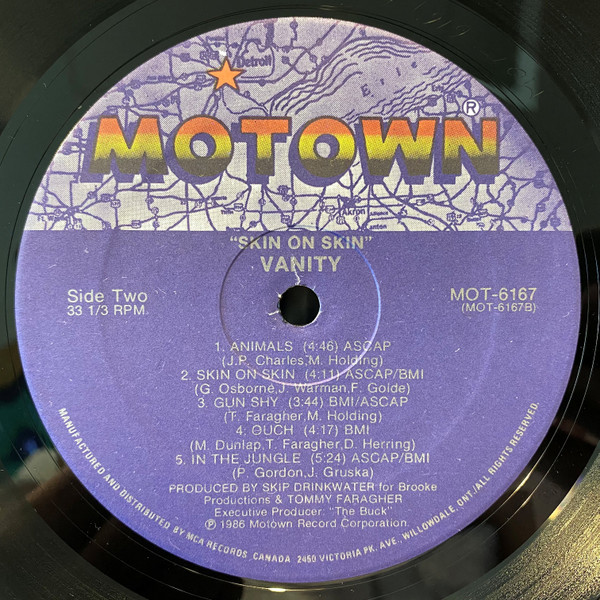 Detroit
Erie
MOTOWN®
Akron
"SKIN ON SKIN"
VANITY
Side Two
33 1/3 RPM
MOT-6167
(MOT-6167B)
1. ANIMALS (4:46) ASCAP
(J.P. Charles,M. Holding)
2. SKIN ON SKIN (4:11) ASCAP/BMI
(G. Osborne,J. Warman,F. Golde)
3. GUN SHY (3:44) BMI/ASCAP
(T. Faragher,M. Holding)
4. OUCH (4:17) BMI
(M. Dunlap,T. Faragher,D. Herring)
5. IN THE JUNGLE (5:24) ASCAP/BMI
(P. Gordon,J. Gruska)
PRODUCED BY SKIP DRINKWATER for Brooke
Productions & TOMMY FARAGHER
Executive Producer: "The Buck"
℗ 1986 Motown Record Corporation.
MANUFACTURED AND DISTRIBUTED BY MCA RECORDS, CANADA 2450 VICTORIA PK. AVE., WILLOWDALE, ONT./ALL RIGHTS RESERVED.